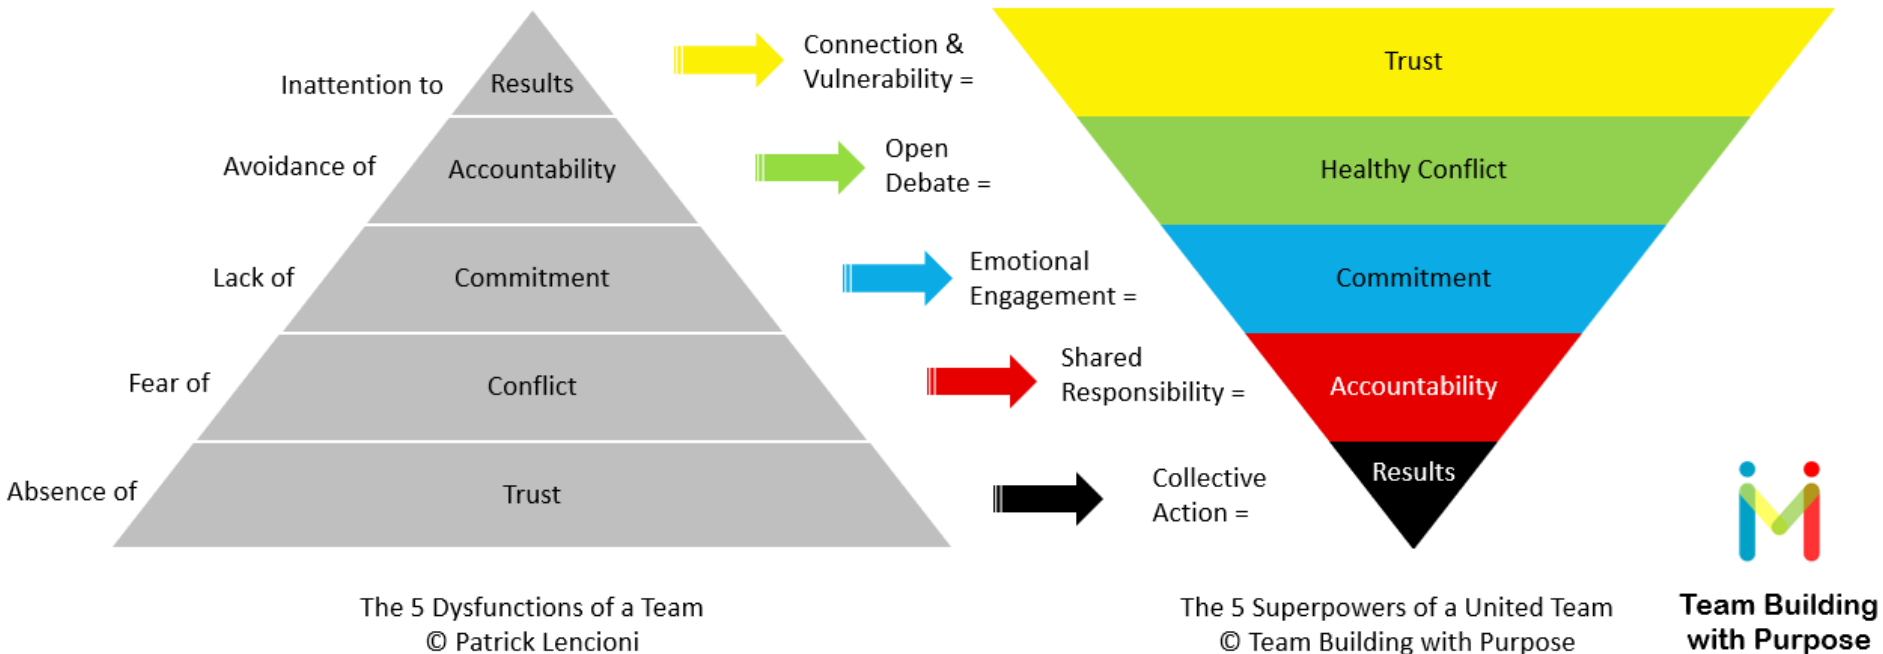 Inattention to
Results
Avoidance of
Accountability
Lack of
Commitment
Fear of
Conflict
Absence of
Trust
The 5 Dysfunctions of a Team
© Patrick Lencioni
Connection &
Vulnerability =
Open
Debate =
Emotional
Engagement =
Shared
Responsibility =
Collective
Action =
Trust
Healthy Conflict
Commitment
Accountability
Results
The 5 Superpowers of a United Team
© Team Building with Purpose
Team Building
with Purpose